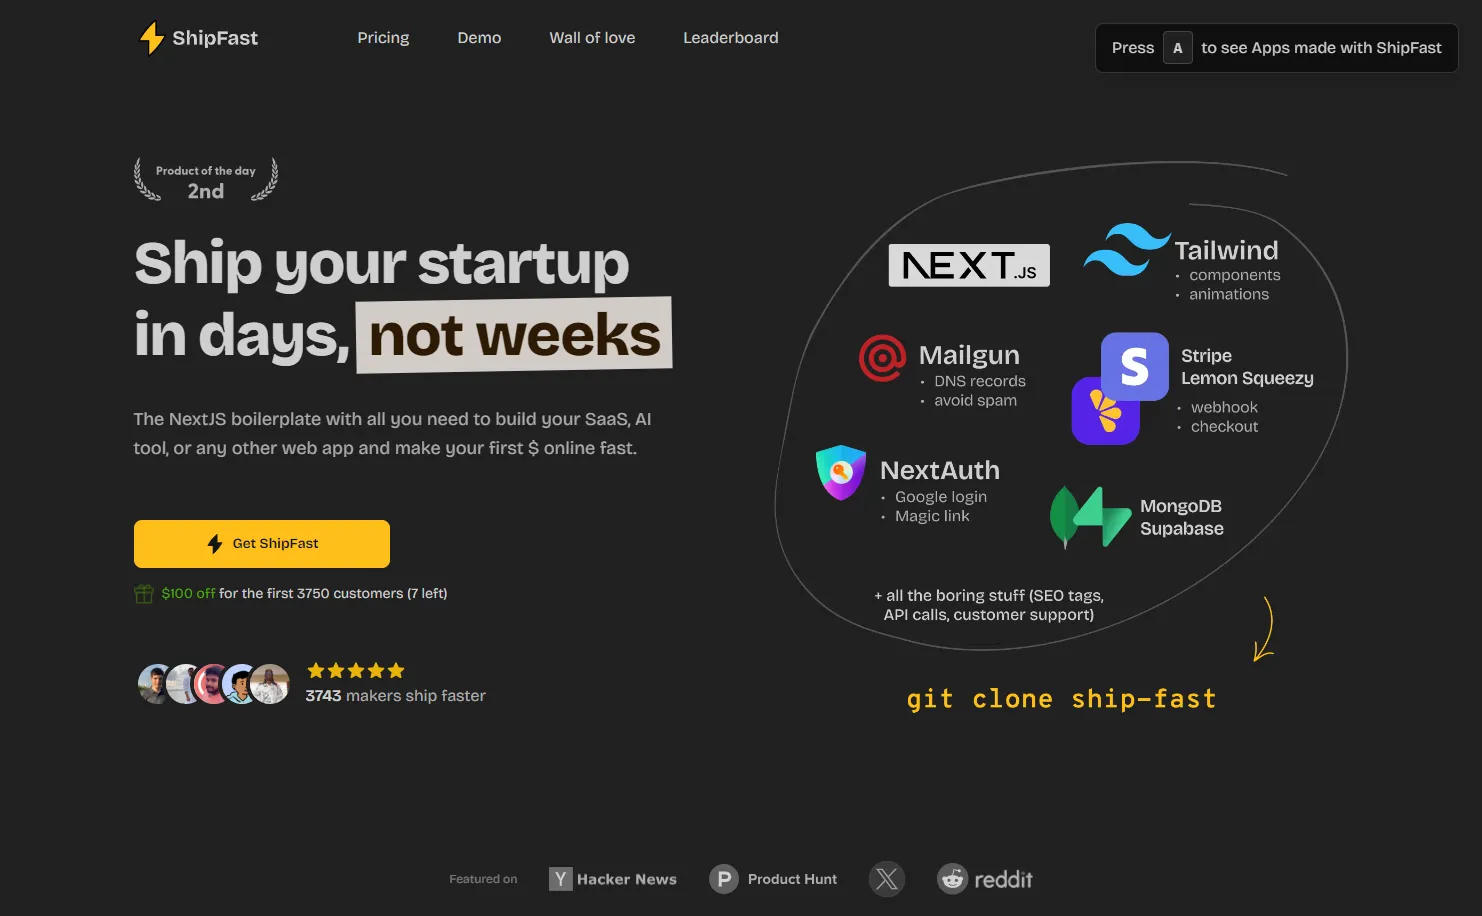 ShipFast
Pricing
Demo
Wall of love
Leaderboard
Press A to see Apps made with ShipFast
Product of the day
2nd
Ship your startup
in days, not weeks
The NextJS boilerplate with all you need to build your SaaS, AI
tool, or any other web app and make your first $ online fast.
Get ShipFast
$100 off for the first 3750 customers (7 left)
3743 makers ship faster
NEXT.JS
Tailwind
• components
• animations
Mailgun
• DNS records
• avoid spam
S
Stripe
Lemon Squeezy
• webhook
• checkout
NextAuth
• Google login
• Magic link
MongoDB
Supabase
+ all the boring stuff (SEO tags,
API calls, customer support)
git clone ship-fast
Featured on
Y Hacker News
P Product Hunt
X
reddit